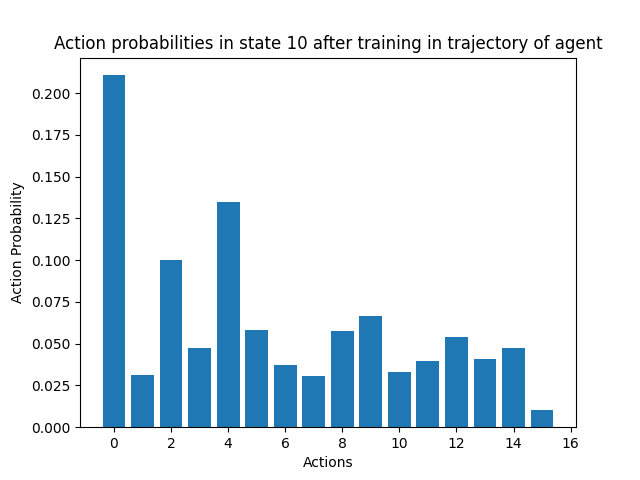 Action probabilities in state 10 after training in trajectory of agent
Action Probability
0.200
0.175
0.150
0.125
0.100
0.075
0.050
0.025
0.000
0 2 4 6 8 10 12 14 16
Actions